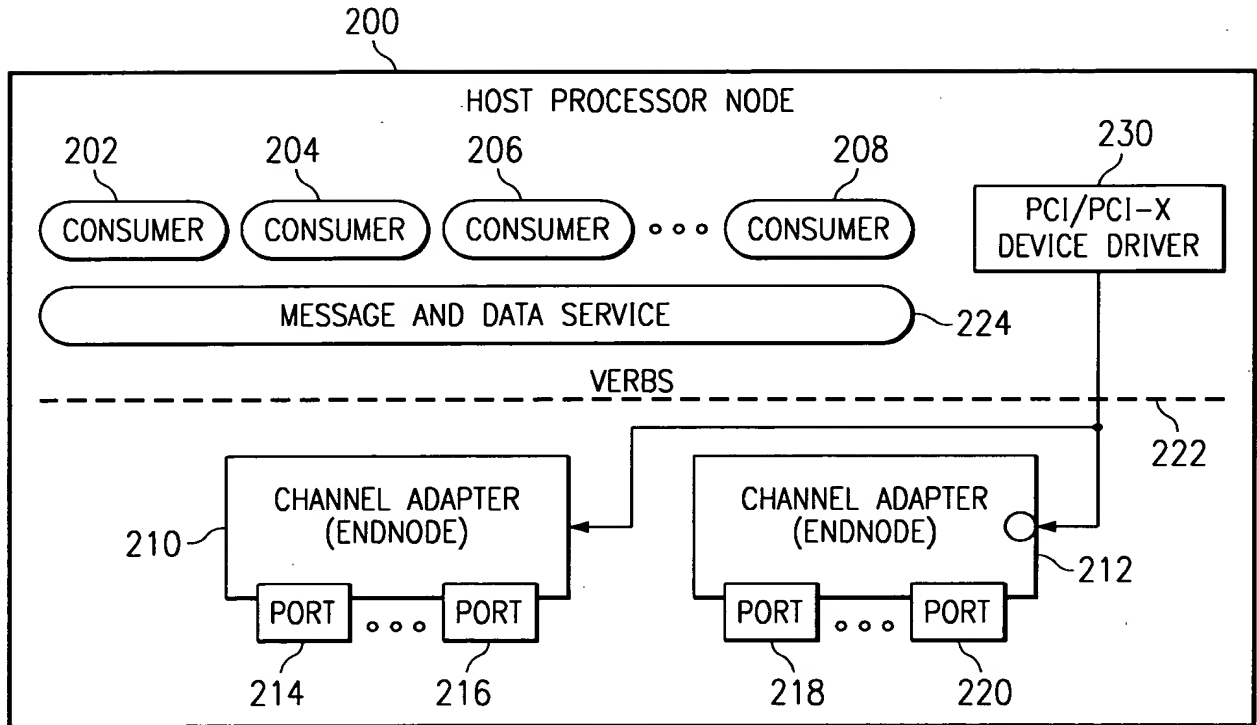 200
HOST PROCESSOR NODE
202
204
206
208
230
CONSUMER
CONSUMER
CONSUMER
CONSUMER
PCI/PCI-X
DEVICE DRIVER
MESSAGE AND DATA SERVICE
224
VERBS
222
CHANNEL ADAPTER
(ENDNODE)
210
CHANNEL ADAPTER
(ENDNODE)
212
PORT
PORT
PORT
PORT
214
216
218
220